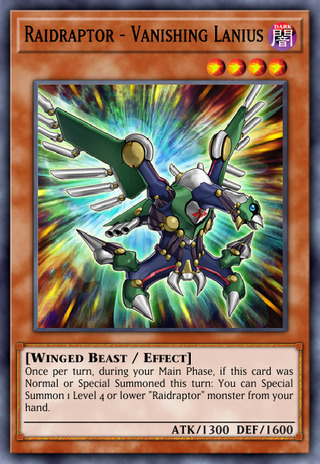 Raidraptor - Vanishing Lanius
DARK
闇
[Winged Beast / Effect]
Once per turn, during your Main Phase, if this card was
Normal or Special Summoned this turn: You can Special
Summon 1 Level 4 or lower "Raidraptor" monster from your
hand.
ATK/1300 DEF/1600